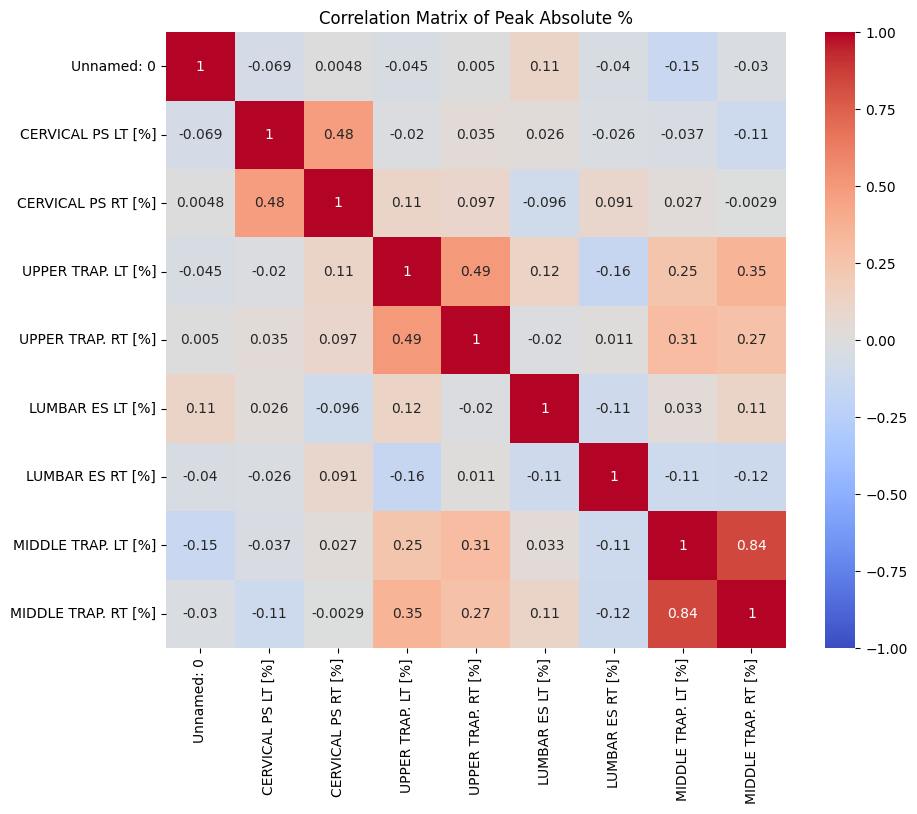 Correlation Matrix of Peak Absolute %
Unnamed: 0 1 -0.069 0.0048 -0.045 0.005 0.11 -0.04 -0.15 -0.03
CERVICAL PS LT [%] -0.069 1 0.48 -0.02 0.035 0.026 -0.026 -0.037 -0.11
CERVICAL PS RT [%] 0.0048 0.48 1 0.11 0.097 -0.096 0.091 0.027 -0.0029
UPPER TRAP. LT [%] -0.045 -0.02 0.11 1 0.49 0.12 -0.16 0.25 0.35
UPPER TRAP. RT [%] 0.005 0.035 0.097 0.49 1 -0.02 0.011 0.31 0.27
LUMBAR ES LT [%] 0.11 0.026 -0.096 0.12 -0.02 1 -0.11 0.033 0.11
LUMBAR ES RT [%] -0.04 -0.026 0.091 -0.16 0.011 -0.11 1 -0.11 -0.12
MIDDLE TRAP. LT [%] -0.15 -0.037 0.027 0.25 0.31 0.033 -0.11 1 0.84
MIDDLE TRAP. RT [%] -0.03 -0.11 -0.0029 0.35 0.27 0.11 -0.12 0.84 1
Unnamed: 0
CERVICAL PS LT [%]
CERVICAL PS RT [%]
UPPER TRAP. LT [%]
UPPER TRAP. RT [%]
LUMBAR ES LT [%]
LUMBAR ES RT [%]
MIDDLE TRAP. LT [%]
MIDDLE TRAP. RT [%]
1.00
0.75
0.50
0.25
0.00
−0.25
−0.50
−0.75
−1.00